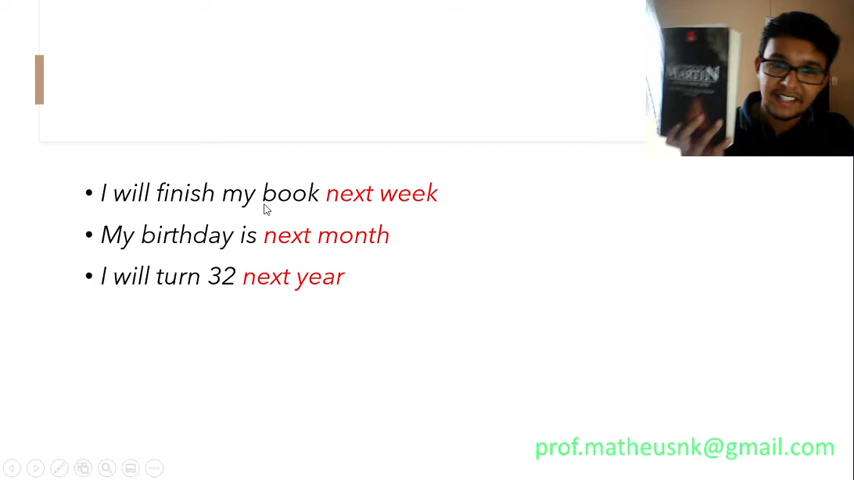 MARTIN
• I will finish my book next week
• My birthday is next month
• I will turn 32 next year
prof.matheusnk@gmail.com